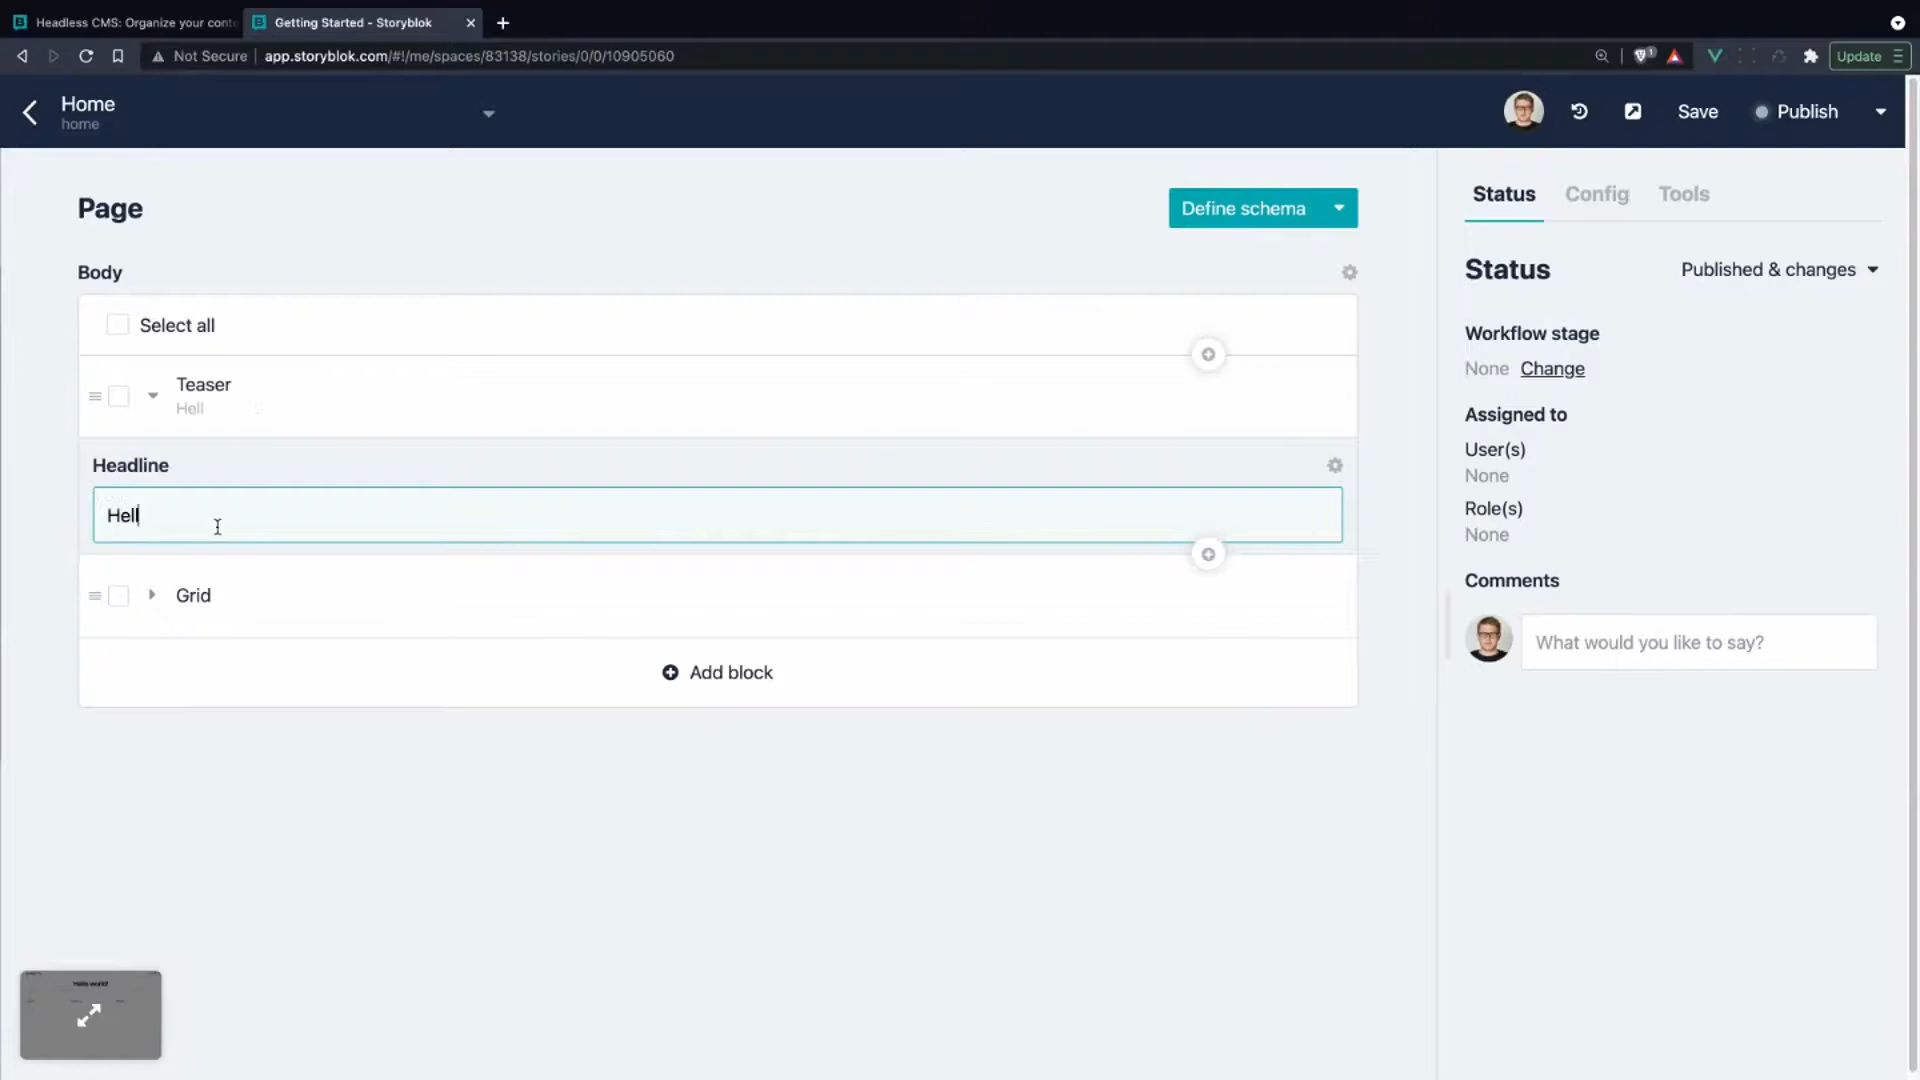 Headless CMS: Organize your cont
Getting Started - Storyblok
Not Secure
app.storyblok.com/#!/me/spaces/83138/stories/0/0/10905060
1
Update
Home
home
Save
Publish
Page
Define schema
Status
Config
Tools
Body
Status
Published & changes
Select all
Workflow stage
None Change
Teaser
Hell
Assigned to
User(s)
None
Headline
Hell
Role(s)
None
Comments
Grid
What would you like to say?
Add block
Hello world!